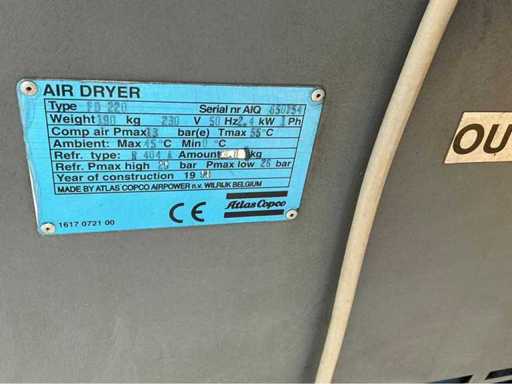 AIR DRYER
Type FD 220 Serial nr AIQ 650754
Weight 190 kg 230 V 50 Hz 2.4 kW 1 Ph
Comp air Pmax 13 bar(e) Tmax 55°C
Ambient: Max 45°C Min 0 °C
Refr. type: R 404 A Amount kg
Refr. Pmax high bar Pmax low 26 bar
Year of construction 19
MADE BY ATLAS COPCO AIRPOWER n.v. WILRIJK BELGIUM
CE Atlas Copco
1617 0721 00
OU